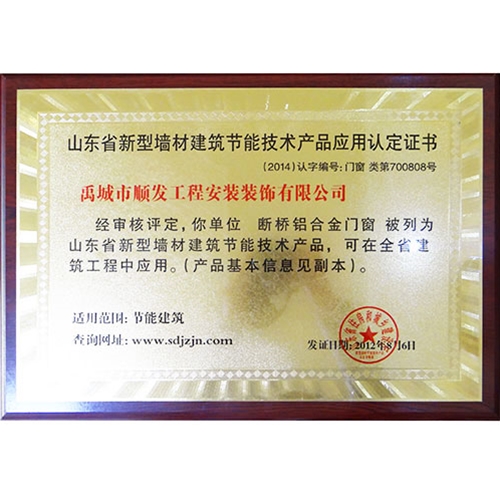 山东省新型墙材建筑节能技术产品应用认定证书
(2014)认字编号:门窗 类第700808号
禹城市顺发工程安装装饰有限公司
经审核评定,你单位 断桥铝合金门窗 被列为
山东省新型墙材建筑节能技术产品,可在全省建
筑工程中应用。(产品基本信息见副本)。
适用范围:节能建筑
查询网址: www.sdjzjn.com
发证日期:2012年8月6日